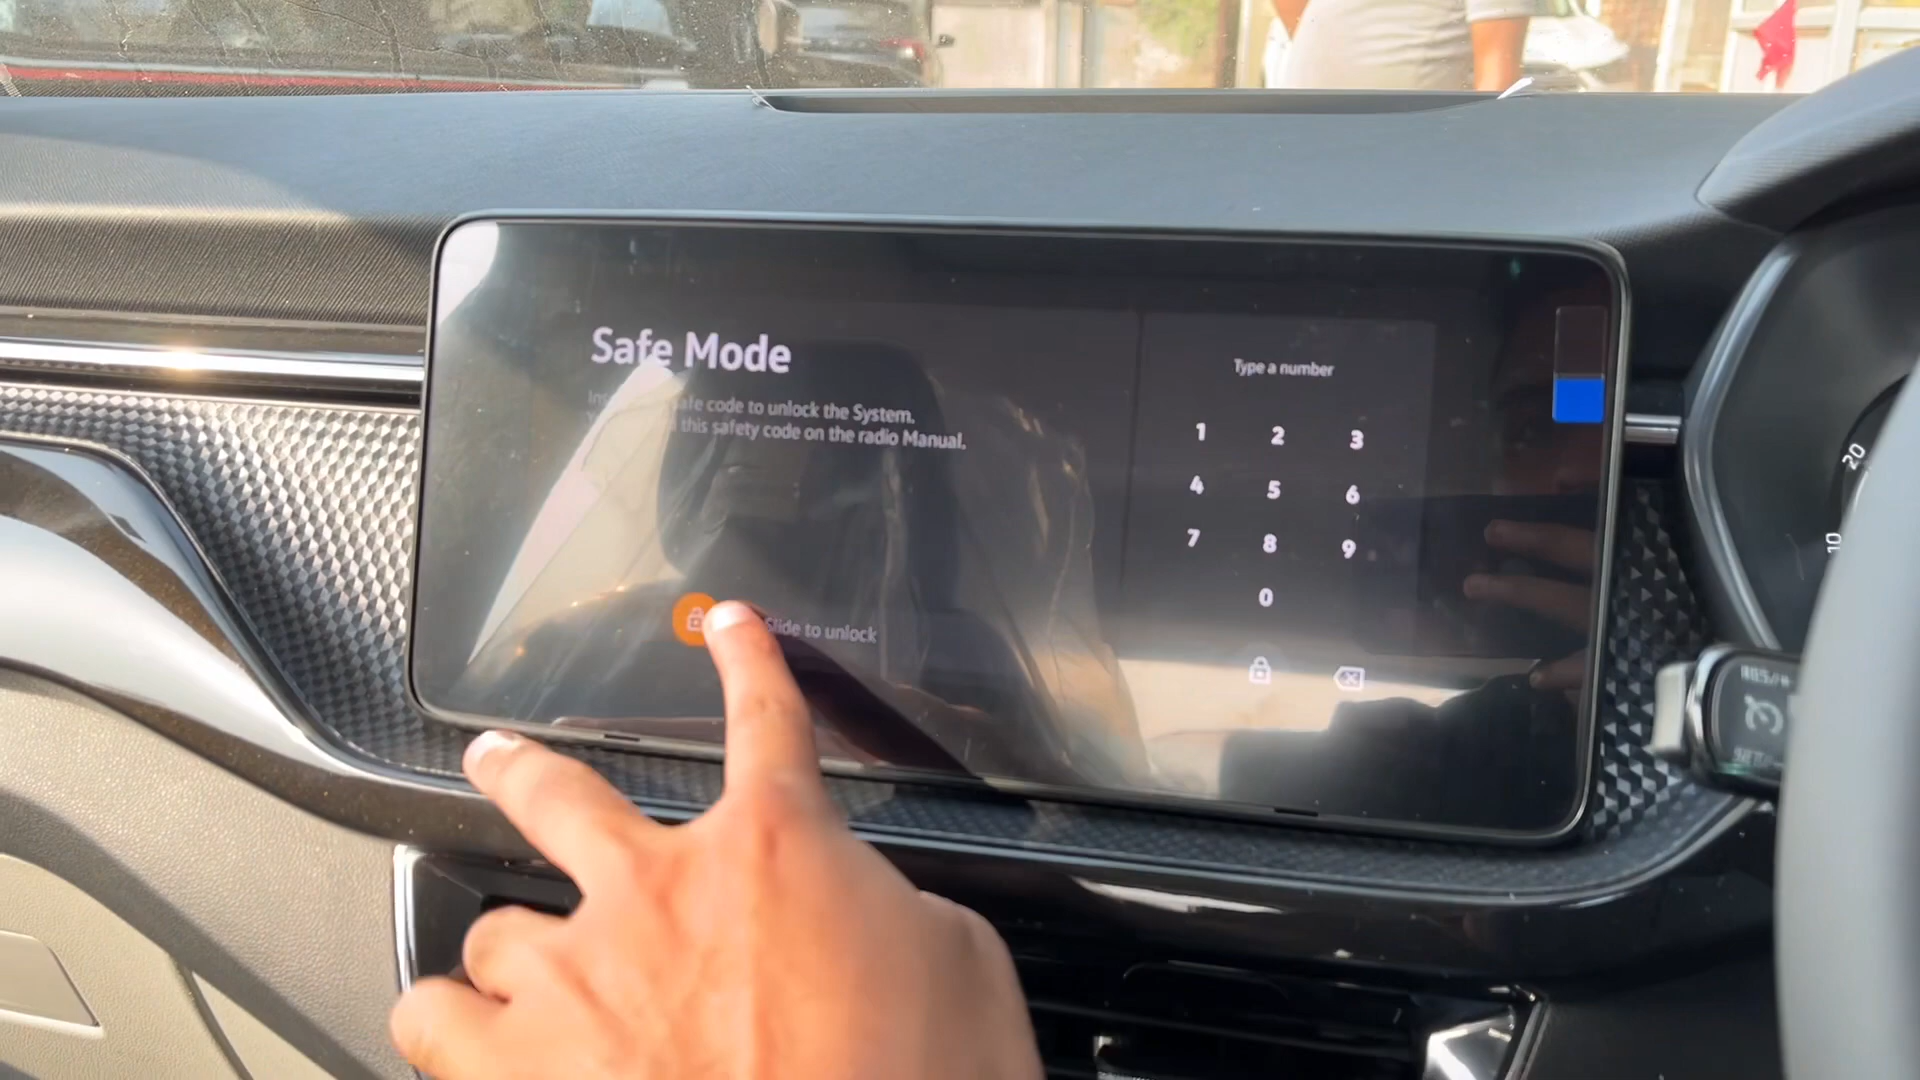 Safe Mode
afe code to unlock the System.
this safety code on the radio Manual.
Slide to unlock
Type a number
1 2 3
4 5 6
7 8 9
0
20
10
RES/+